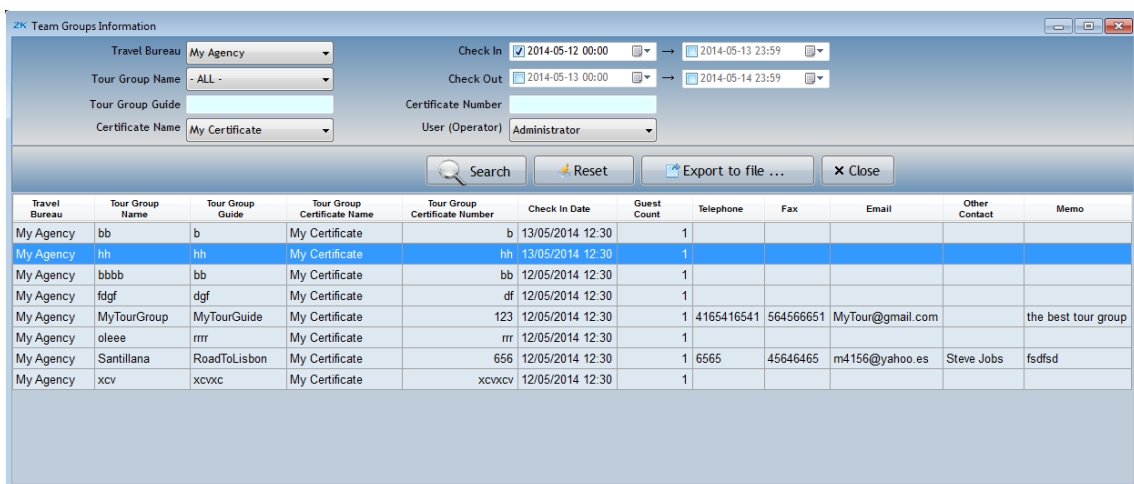 ZK Team Groups Information
Travel Bureau My Agency Check In 2014-05-12 00:00 → 2014-05-13 23:59
Tour Group Name - ALL - Check Out 2014-05-13 00:00 → 2014-05-14 23:59
Tour Group Guide Certificate Number
Certificate Name My Certificate User (Operator) Administrator
Search Reset Export to file ... × Close
Travel Bureau Tour Group Name Tour Group Guide Tour Group Certificate Name Tour Group Certificate Number Check In Date Guest Count Telephone Fax Email Other Contact Memo
My Agency bb b My Certificate b 13/05/2014 12:30 1
My Agency hh hh My Certificate hh 13/05/2014 12:30 1
My Agency bbbb bb My Certificate bb 12/05/2014 12:30 1
My Agency fdgf dgf My Certificate df 12/05/2014 12:30 1
My Agency MyTourGroup MyTourGuide My Certificate 123 12/05/2014 12:30 1 4165416541 564566651 MyTour@gmail.com the best tour group
My Agency oleee rrrr My Certificate rrr 12/05/2014 12:30 1
My Agency Santillana RoadToLisbon My Certificate 656 12/05/2014 12:30 1 6565 45646465 m4156@yahoo.es Steve Jobs fsdfsd
My Agency xcv xcvxc My Certificate xcvxcv 12/05/2014 12:30 1